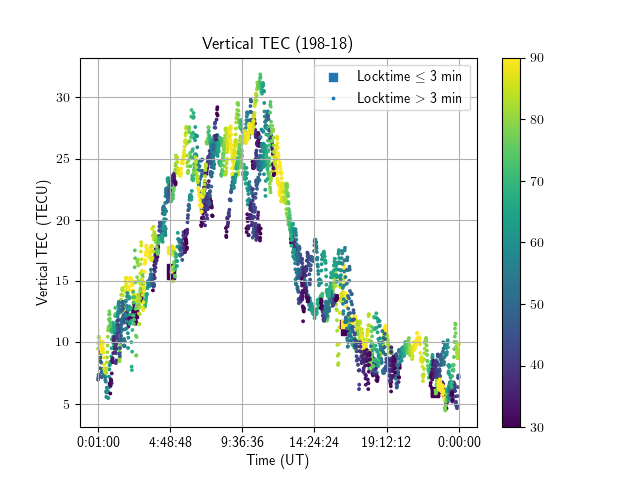 Vertical TEC (198-18)
Locktime ≤ 3 min
Locktime > 3 min
Vertical TEC (TECU)
30
25
20
15
10
5
0:01:00 4:48:48 9:36:36 14:24:24 19:12:12 0:00:00
Time (UT)
90
80
70
60
50
40
30